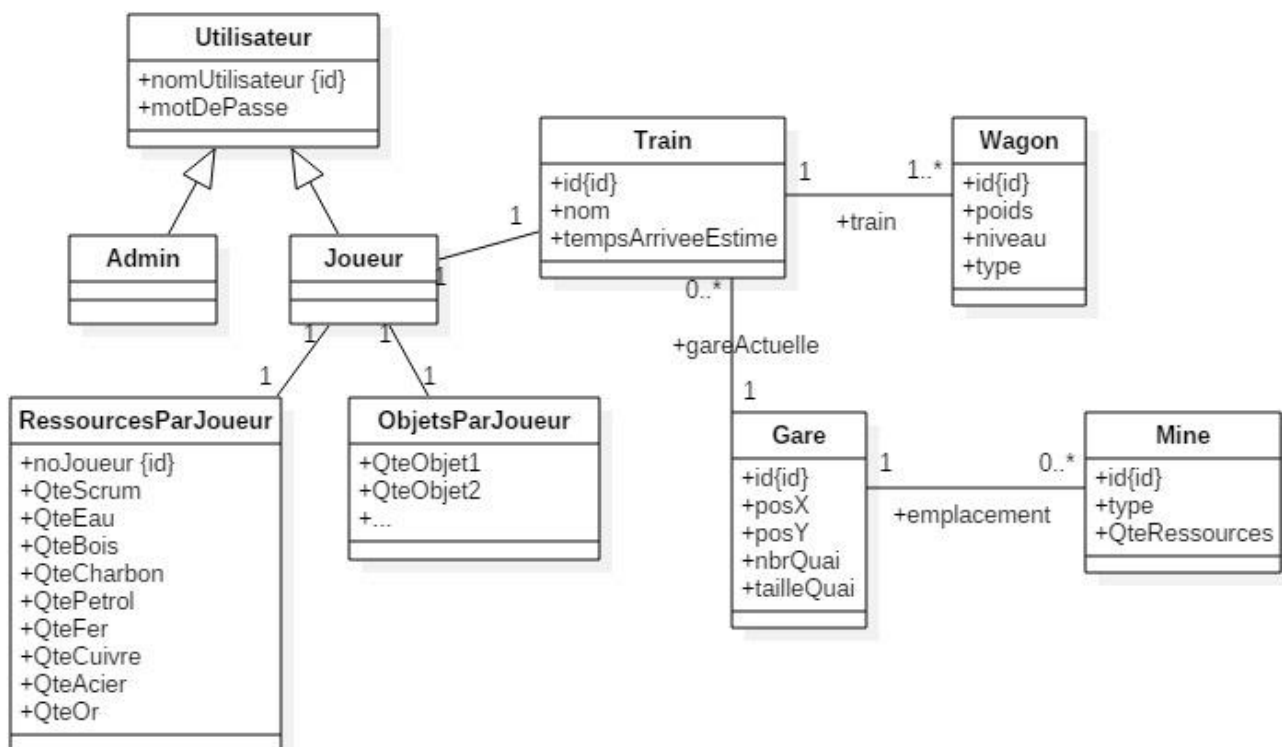 Utilisateur
+nomUtilisateur {id}
+motDePasse
Admin
Joueur
1
1
Train
+id{id}
+nom
+tempsArriveeEstime
1
+train
1..*
Wagon
+id{id}
+poids
+niveau
+type
0..*
+gareActuelle
1
1
1
1
1
RessourcesParJoueur
+noJoueur {id}
+QteScrum
+QteEau
+QteBois
+QteCharbon
+QtePetrol
+QteFer
+QteCuivre
+QteAcier
+QteOr
ObjetsParJoueur
+QteObjet1
+QteObjet2
+...
Gare
+id{id}
+posX
+posY
+nbrQuai
+tailleQuai
1
+emplacement
0..*
Mine
+id{id}
+type
+QteRessources